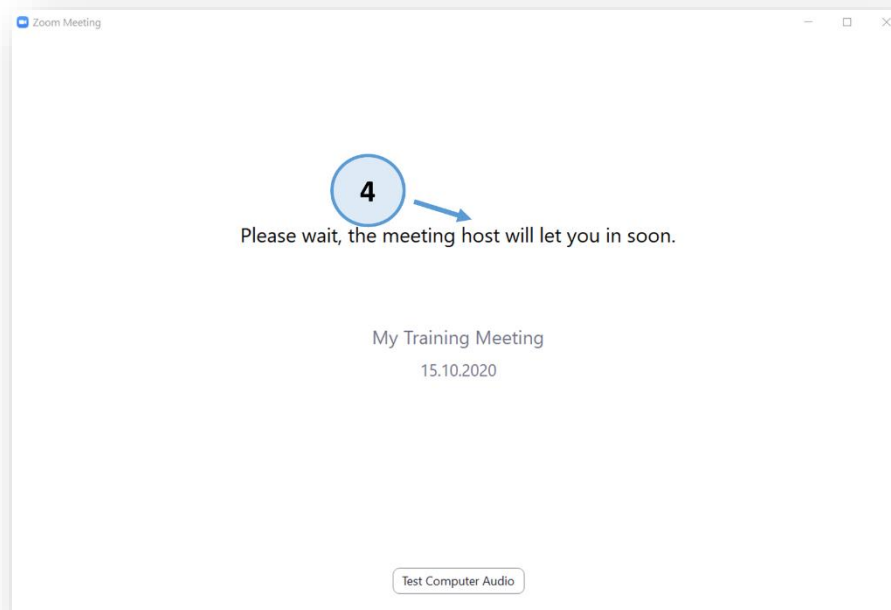 Zoom Meeting
4
Please wait, the meeting host will let you in soon.
My Training Meeting
15.10.2020
Test Computer Audio